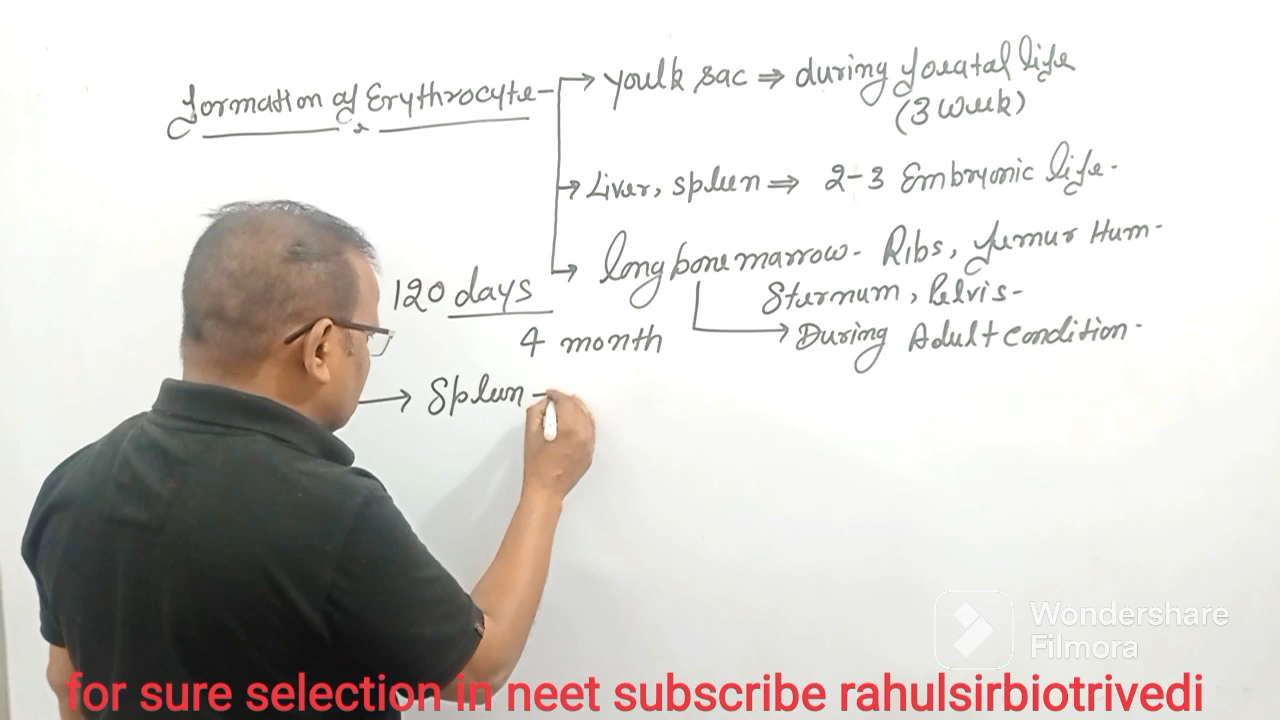 Formation of Erythrocyte - → youlk sac ⇒ during foeatal life
(3 week)
→ Liver, spleen ⇒ 2-3 Embryonic life.
→ long bone marrow - Ribs, femur Hum -
Sternum, Pelvis -
→ During Adult condition.
120 days
4 month
→ Spleen -
Wondershare
Filmora
for sure selection in neet subscribe rahulsirbiotrivedi